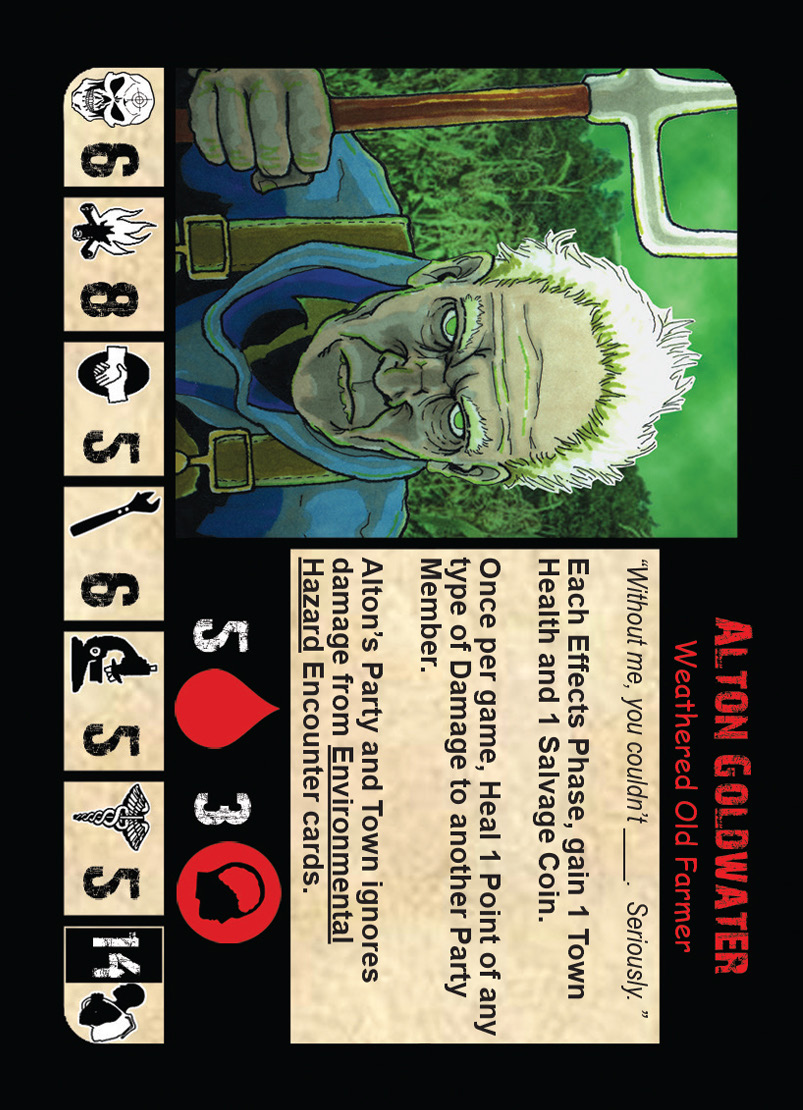 ALTON GOLDWATER
Weathered Old Farmer
“Without me, you couldn’t ___. Seriously. ”
Each Effects Phase, gain 1 Town
Health and 1 Salvage Coin.
Once per game, Heal 1 Point of any
type of Damage to another Party
Member.
Alton’s Party and Town ignores
damage from Environmental
Hazard Encounter cards.
5 3
6 8 5 6 5 5 14